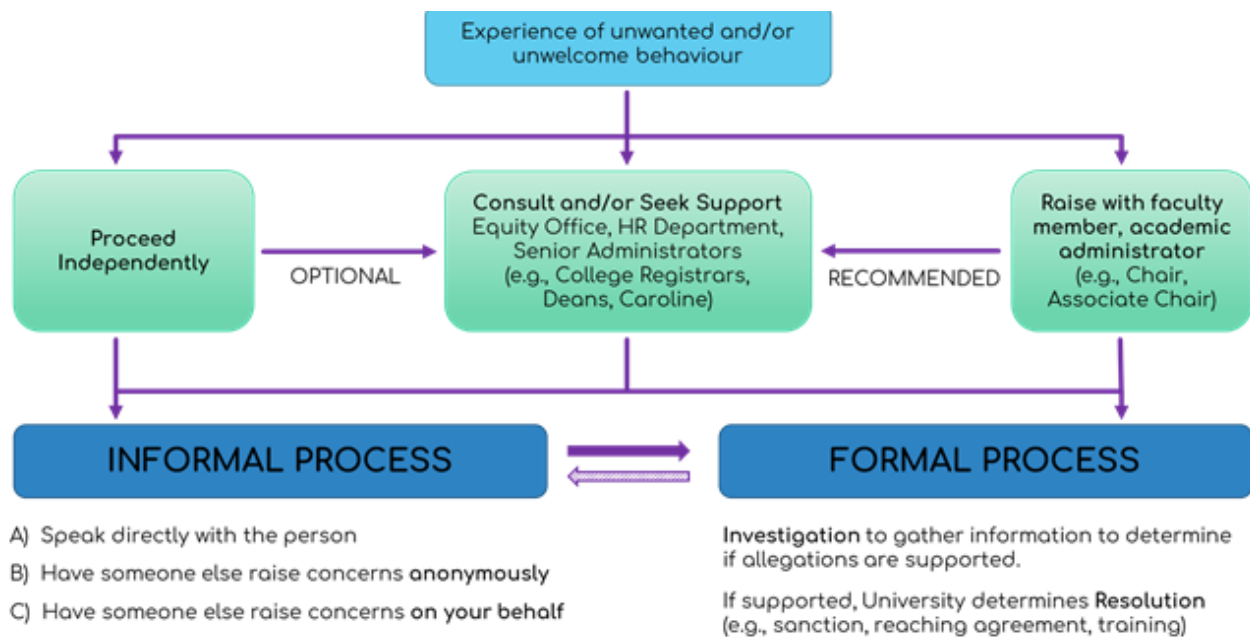 Experience of unwanted and/or
unwelcome behaviour
Proceed
Independently
OPTIONAL
Consult and/or Seek Support
Equity Office, HR Department,
Senior Administrators
(e.g., College Registrars,
Deans, Caroline)
RECOMMENDED
Raise with faculty
member, academic
administrator
(e.g., Chair,
Associate Chair)
INFORMAL PROCESS
A) Speak directly with the person
B) Have someone else raise concerns anonymously
C) Have someone else raise concerns on your behalf
FORMAL PROCESS
Investigation to gather information to determine
if allegations are supported.
If supported, University determines Resolution
(e.g., sanction, reaching agreement, training)